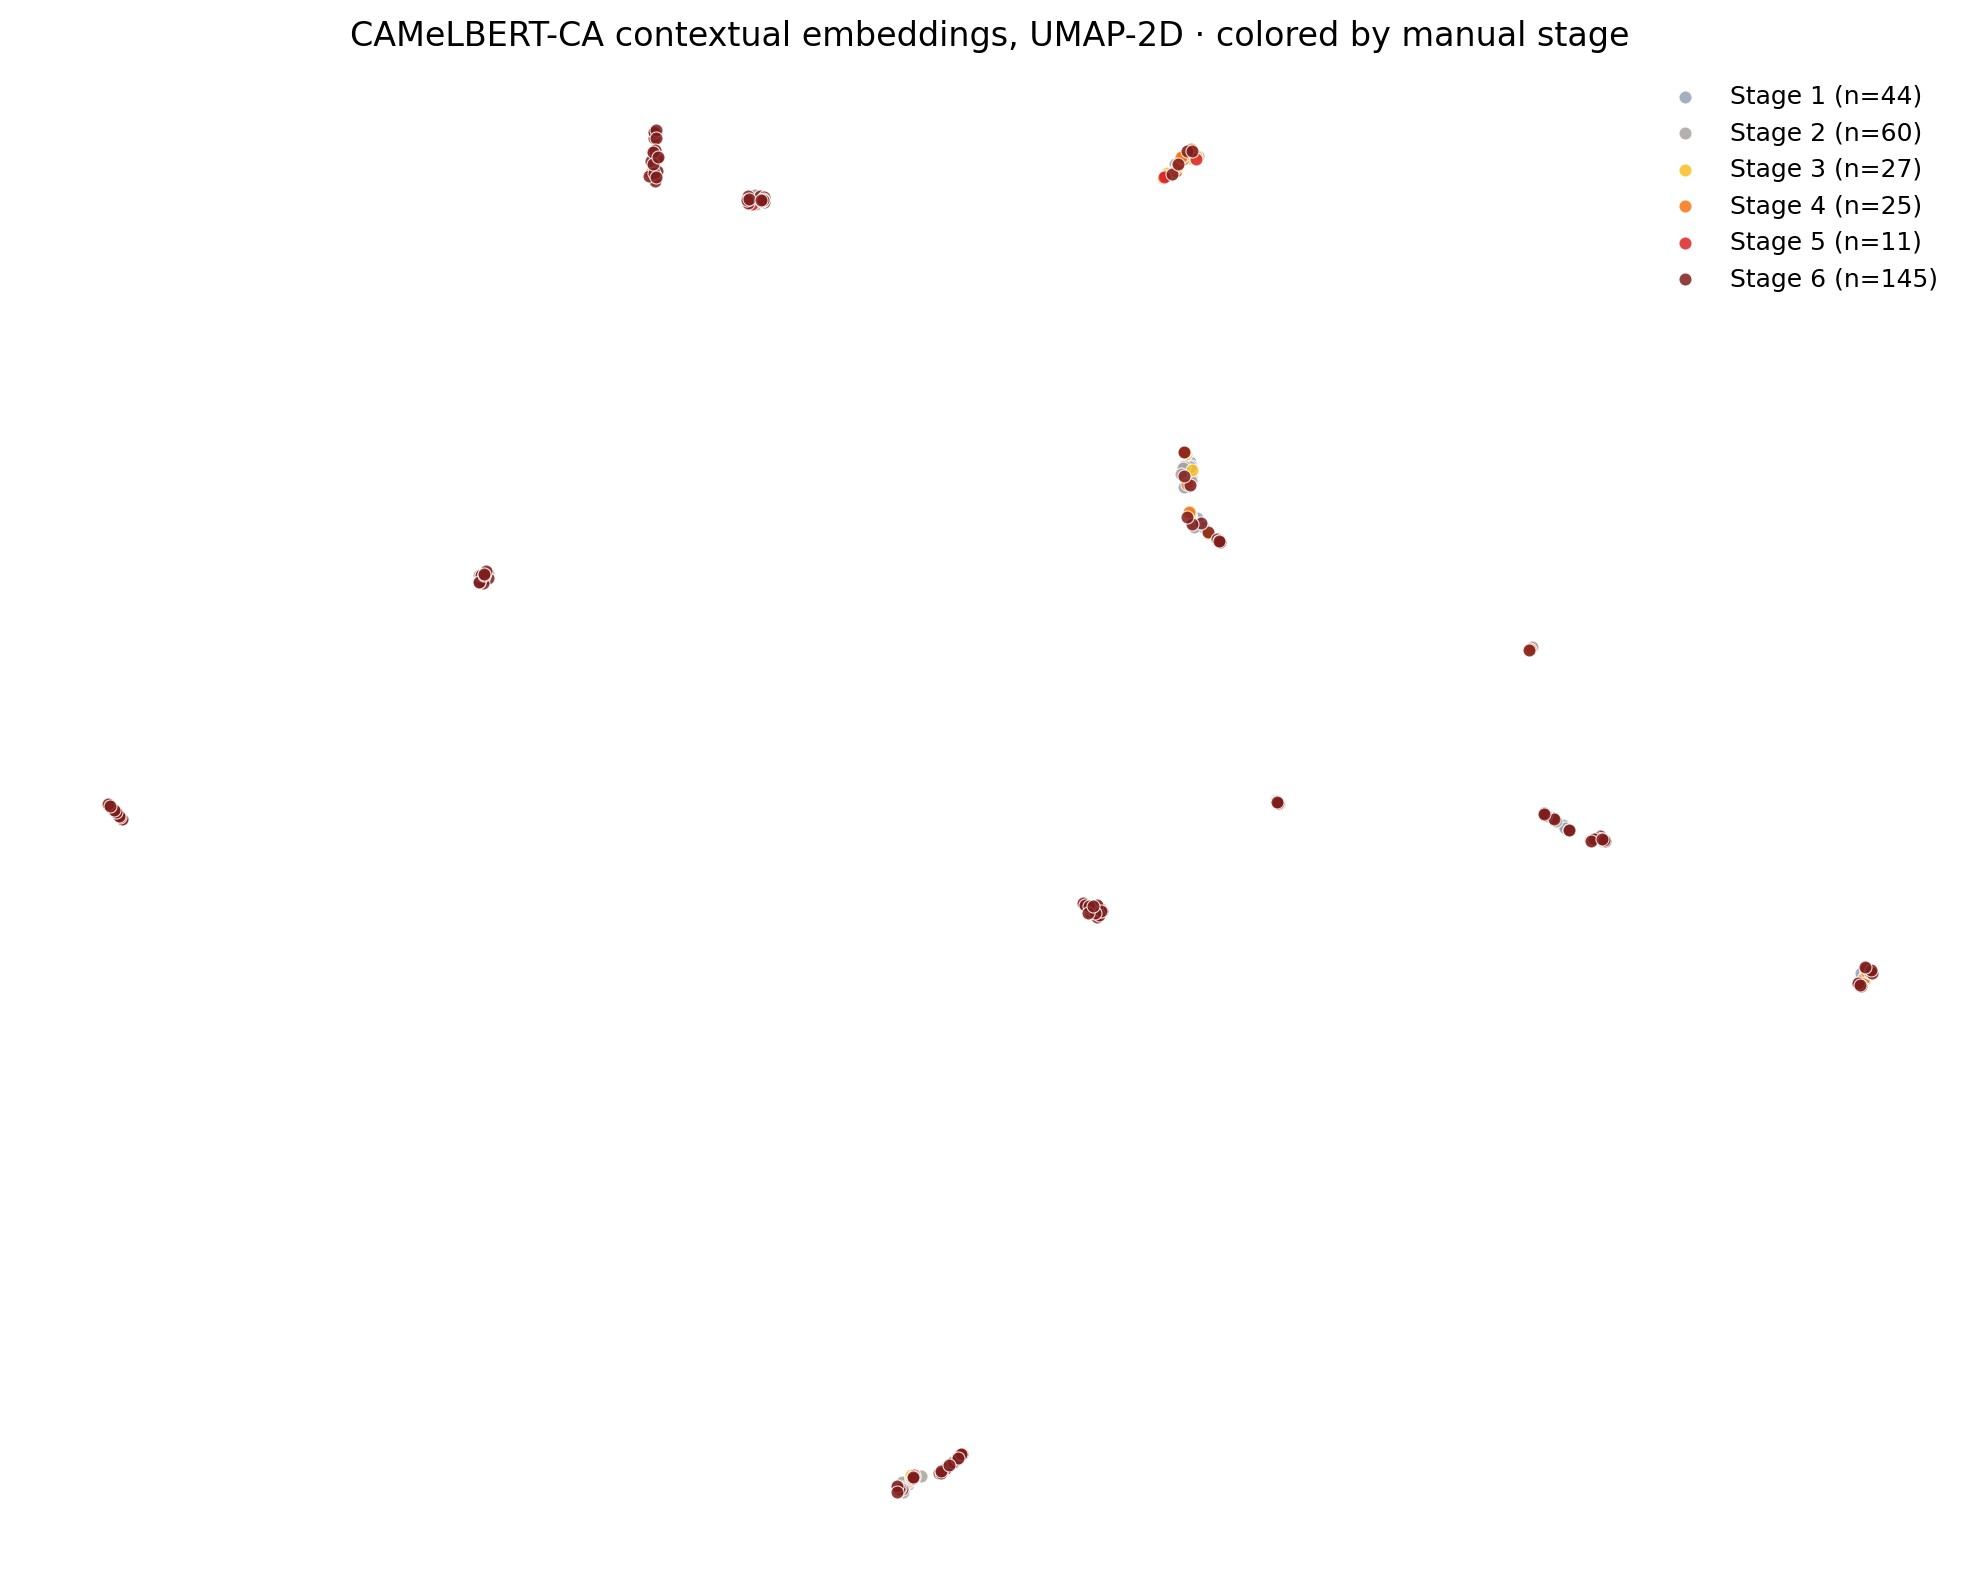 CAMeLBERT-CA contextual embeddings, UMAP-2D · colored by manual stage
Stage 1 (n=44)
Stage 2 (n=60)
Stage 3 (n=27)
Stage 4 (n=25)
Stage 5 (n=11)
Stage 6 (n=145)